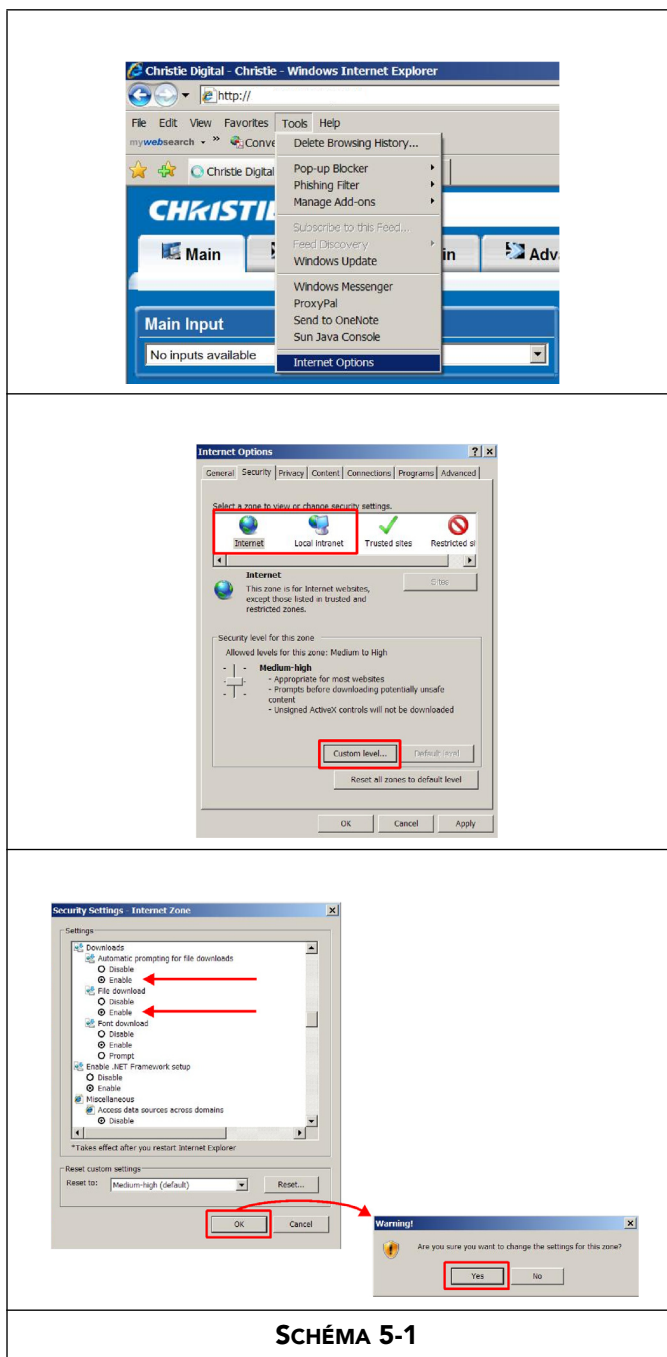 Christie Digital - Christie - Windows Internet Explorer
http://
File Edit View Favorites Tools Help
mywebsearch Conve
Christie Digital
Delete Browsing History...
Pop-up Blocker
Phishing Filter
Manage Add-ons
Subscribe to this Feed...
Feed Discovery
Windows Update
Windows Messenger
ProxyPal
Send to OneNote
Sun Java Console
Internet Options
CHRISTIE
Main in Adv
Main Input
No inputs available
Internet Options
General Security Privacy Content Connections Programs Advanced
Select a zone to view or change security settings.
Internet Local intranet Trusted sites Restricted si
Internet
This zone is for Internet websites,
except those listed in trusted and
restricted zones.
Sites
Security level for this zone
Allowed levels for this zone: Medium to High
Medium-high
- Appropriate for most websites
- Prompts before downloading potentially unsafe
content
- Unsigned ActiveX controls will not be downloaded
Custom level... Default level
Reset all zones to default level
OK Cancel Apply
Security Settings - Internet Zone
Settings
Downloads
Automatic prompting for file downloads
Disable
Enable
File download
Disable
Enable
Font download
Disable
Enable
Prompt
Enable .NET Framework setup
Disable
Enable
Miscellaneous
Access data sources across domains
Disable
*Takes effect after you restart Internet Explorer
Reset custom settings
Reset to: Medium-high (default) Reset...
OK Cancel
Warning!
Are you sure you want to change the settings for this zone?
Yes No
SCHÉMA 5-1